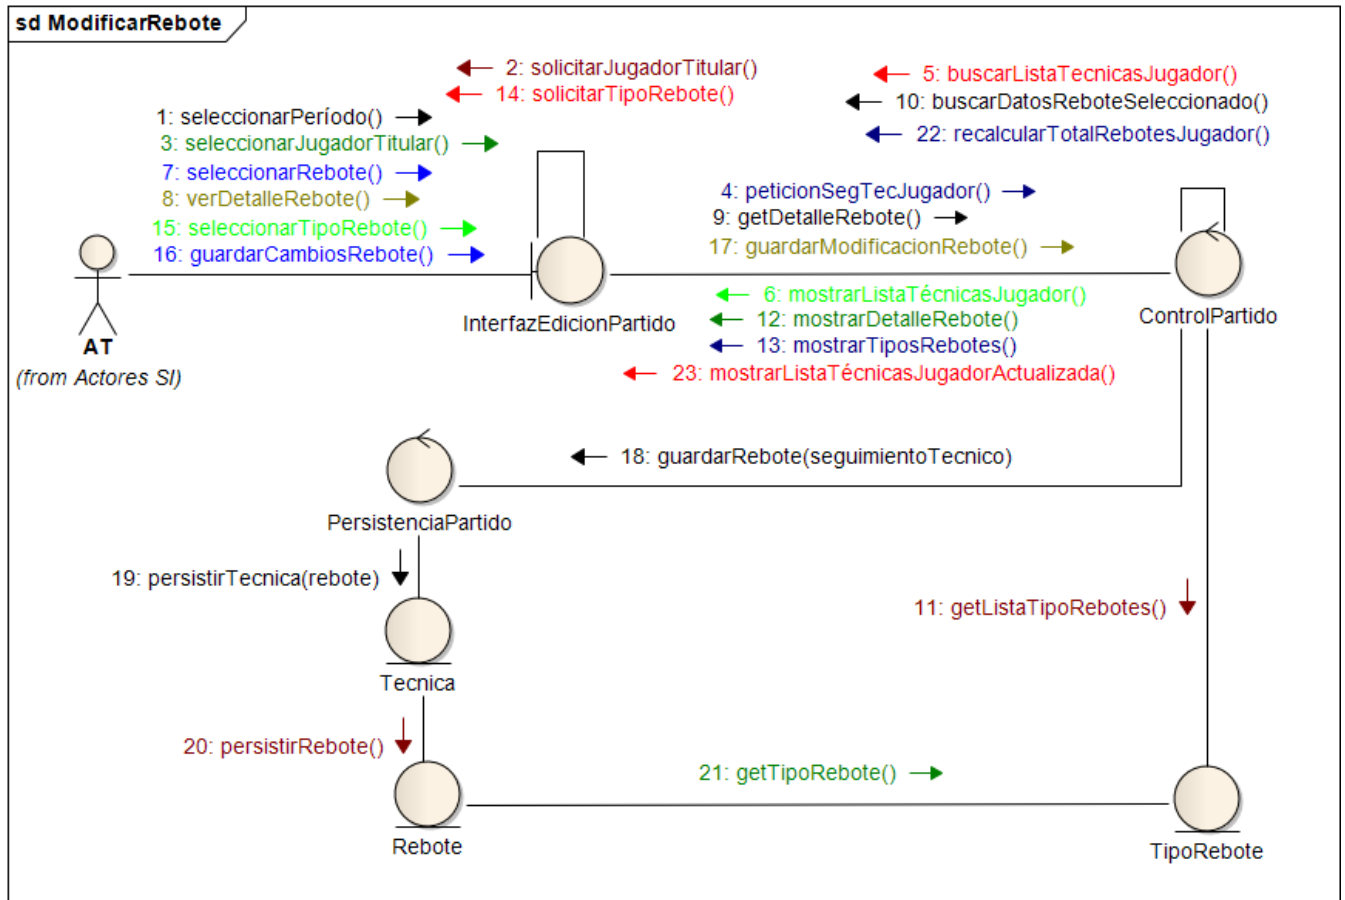 sd ModificarRebote
2: solicitarJugadorTitular()
14: solicitarTipoRebote()
5: buscarListaTecnicasJugador()
10: buscarDatosReboteSeleccionado()
22: recalcularTotalRebotesJugador()
1: seleccionarPeríodo()
3: seleccionarJugadorTitular()
7: seleccionarRebote()
8: verDetalleRebote()
15: seleccionarTipoRebote()
16: guardarCambiosRebote()
4: peticionSegTecJugador()
9: getDetalleRebote()
17: guardarModificacionRebote()
AT
(from Actores SI)
InterfazEdicionPartido
ControlPartido
6: mostrarListaTécnicasJugador()
12: mostrarDetalleRebote()
13: mostrarTiposRebotes()
23: mostrarListaTécnicasJugadorActualizada()
18: guardarRebote(seguimientoTecnico)
PersistenciaPartido
19: persistirTecnica(rebote)
11: getListaTipoRebotes()
Tecnica
20: persistirRebote()
21: getTipoRebote()
Rebote
TipoRebote